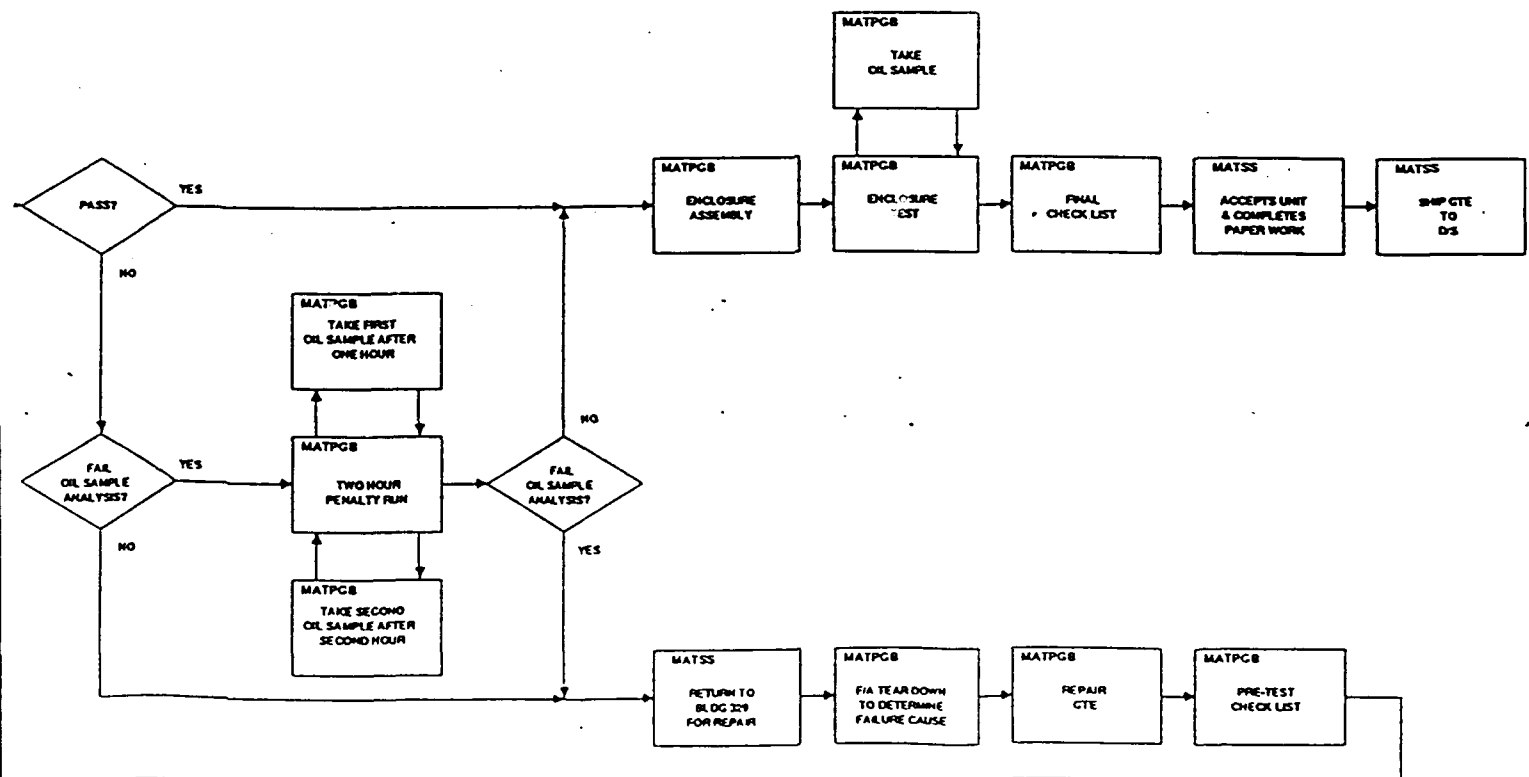 MATPGB
TAKE
OIL SAMPLE
PASS?
YES
NO
MATPGB
ENCLOSURE
ASSEMBLY
MATPGB
ENCLOSURE
TEST
MATPGB
FINAL
CHECK LIST
MATSS
ACCEPTS UNIT
& COMPLETES
PAPER WORK
MATSS
SHIP GTE
TO
D/S
MATPGB
TAKE FIRST
OIL SAMPLE AFTER
ONE HOUR
FAIL
OIL SAMPLE
ANALYSIS?
YES
NO
MATPGB
TWO HOUR
PENALTY RUN
NO
FAIL
OIL SAMPLE
ANALYSIS?
YES
MATPGB
TAKE SECOND
OIL SAMPLE AFTER
SECOND HOUR
MATSS
RETURN TO
BLDG 329
FOR REPAIR
MATPGB
F/A TEAR DOWN
TO DETERMINE
FAILURE CAUSE
MATPGB
REPAIR
GTE
MATPGB
PRE-TEST
CHECK LIST